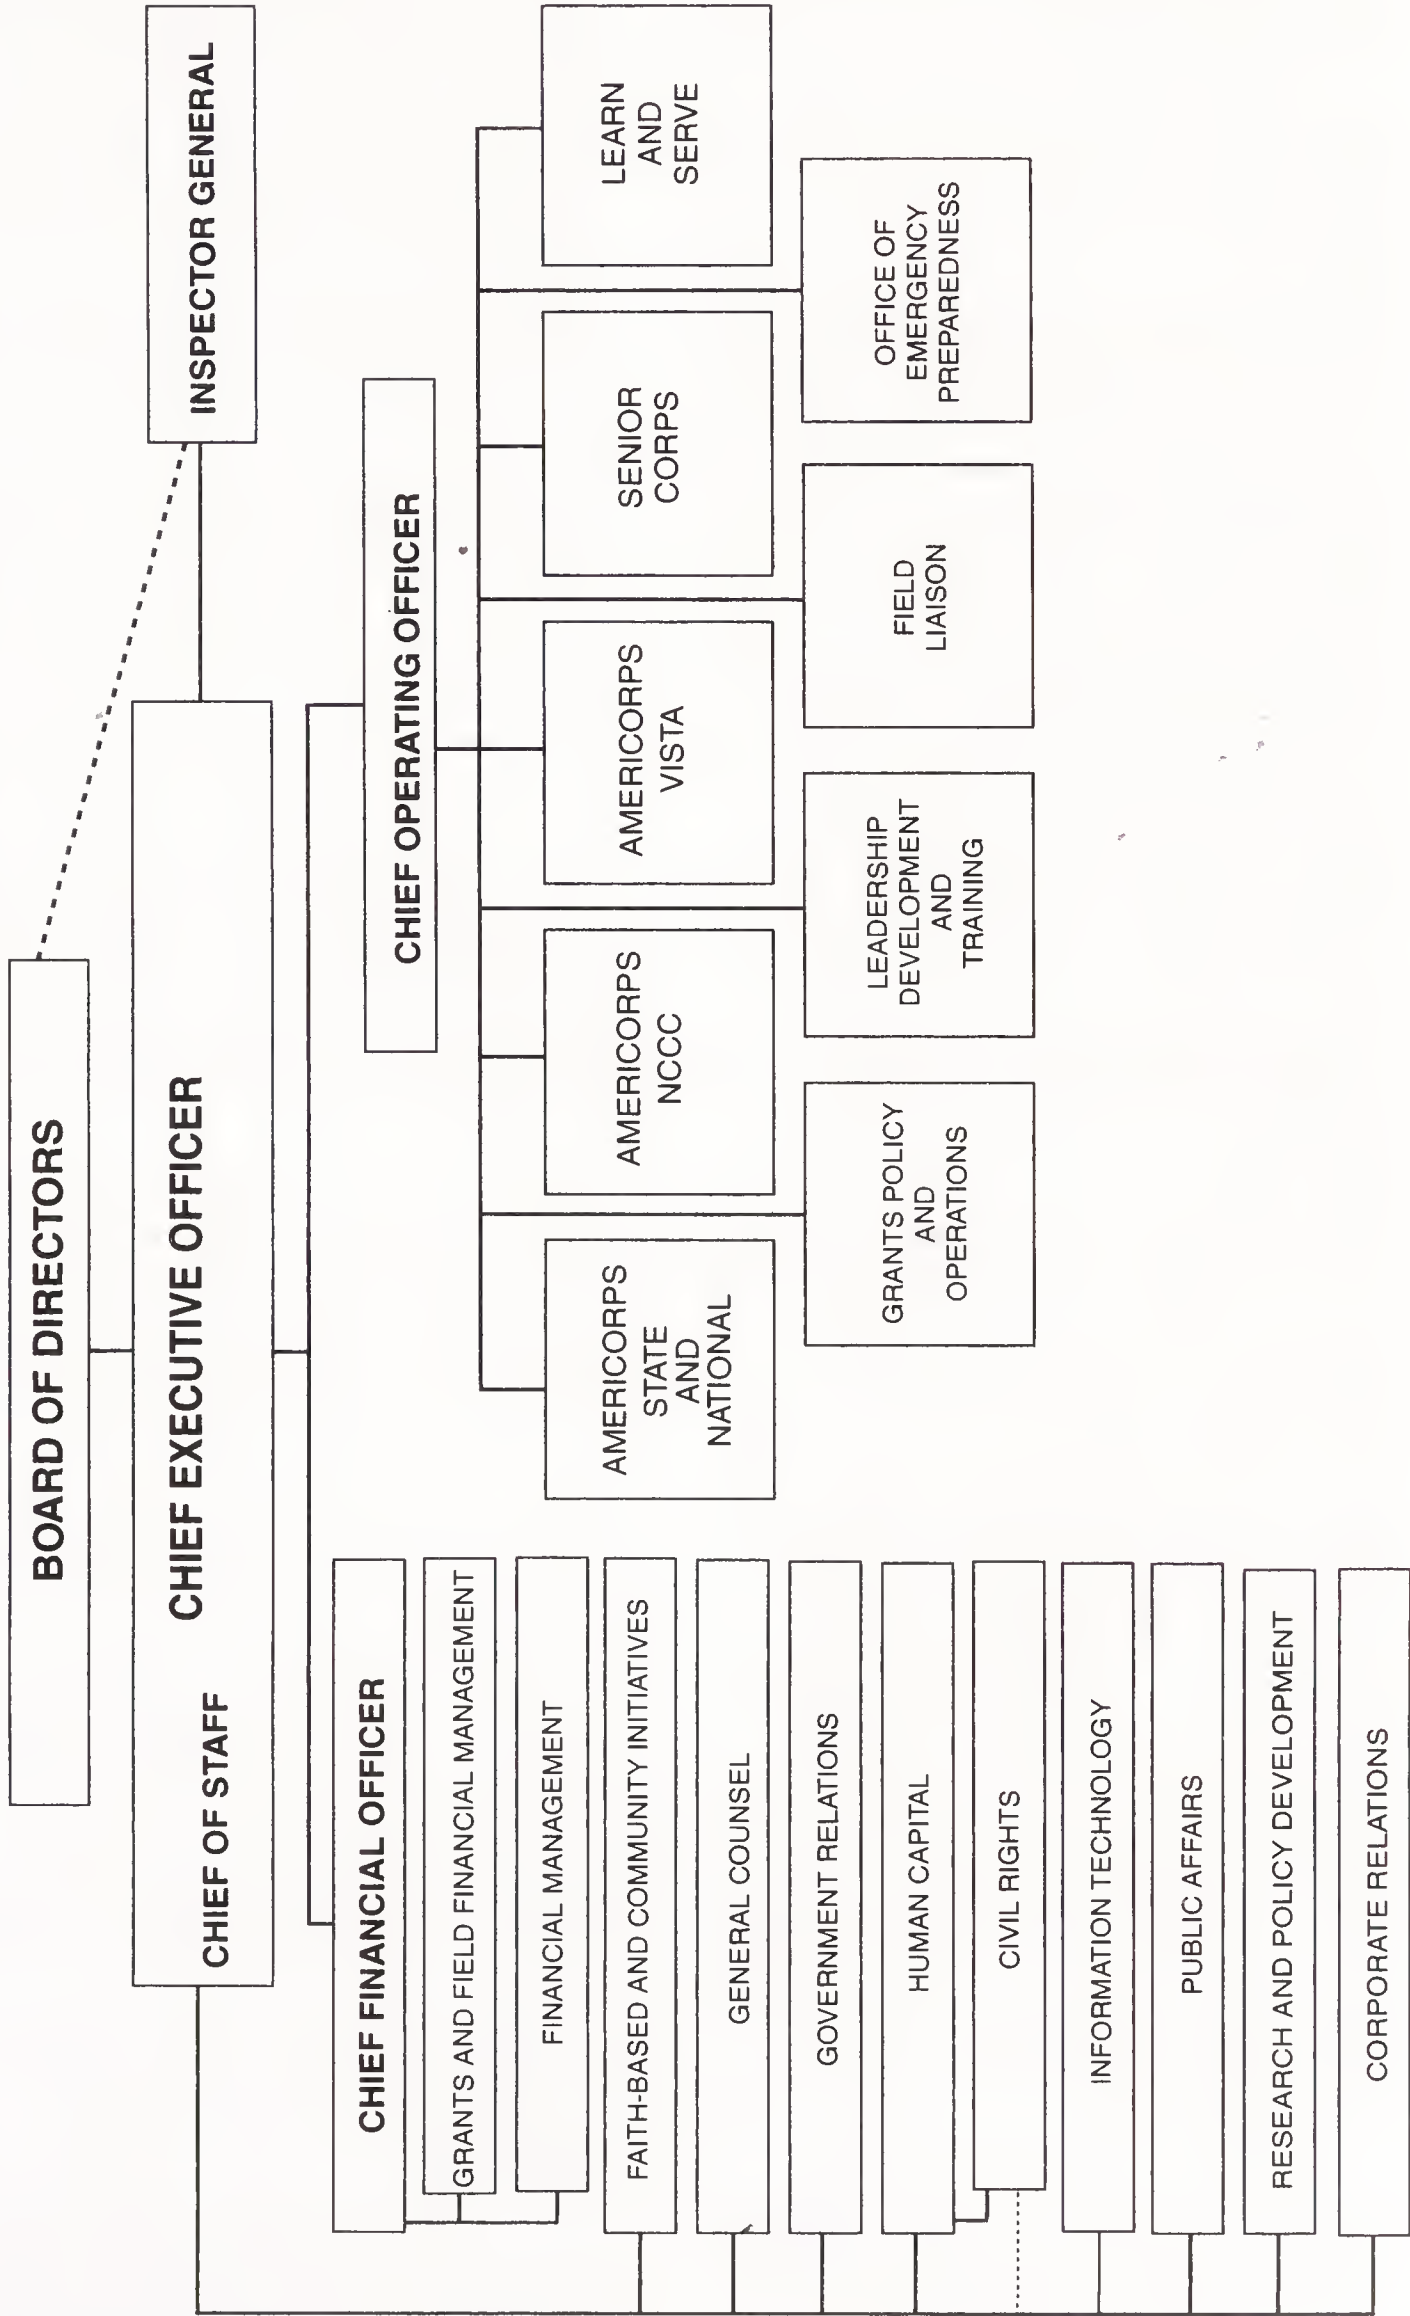 BOARD OF DIRECTORS
CHIEF EXECUTIVE OFFICER
CHIEF OF STAFF
INSPECTOR GENERAL
CHIEF FINANCIAL OFFICER
GRANTS AND FIELD FINANCIAL MANAGEMENT
FINANCIAL MANAGEMENT
FAITH-BASED AND COMMUNITY INITIATIVES
GENERAL COUNSEL
GOVERNMENT RELATIONS
HUMAN CAPITAL
CIVIL RIGHTS
INFORMATION TECHNOLOGY
PUBLIC AFFAIRS
RESEARCH AND POLICY DEVELOPMENT
CORPORATE RELATIONS
CHIEF OPERATING OFFICER
AMERICORPS
STATE
AND
NATIONAL
AMERICORPS
NCCC
AMERICORPS
VISTA
SENIOR
CORPS
LEARN
AND
SERVE
GRANTS POLICY
AND
OPERATIONS
LEADERSHIP
DEVELOPMENT
AND
TRAINING
FIELD
LIAISON
OFFICE OF
EMERGENCY
PREPAREDNESS